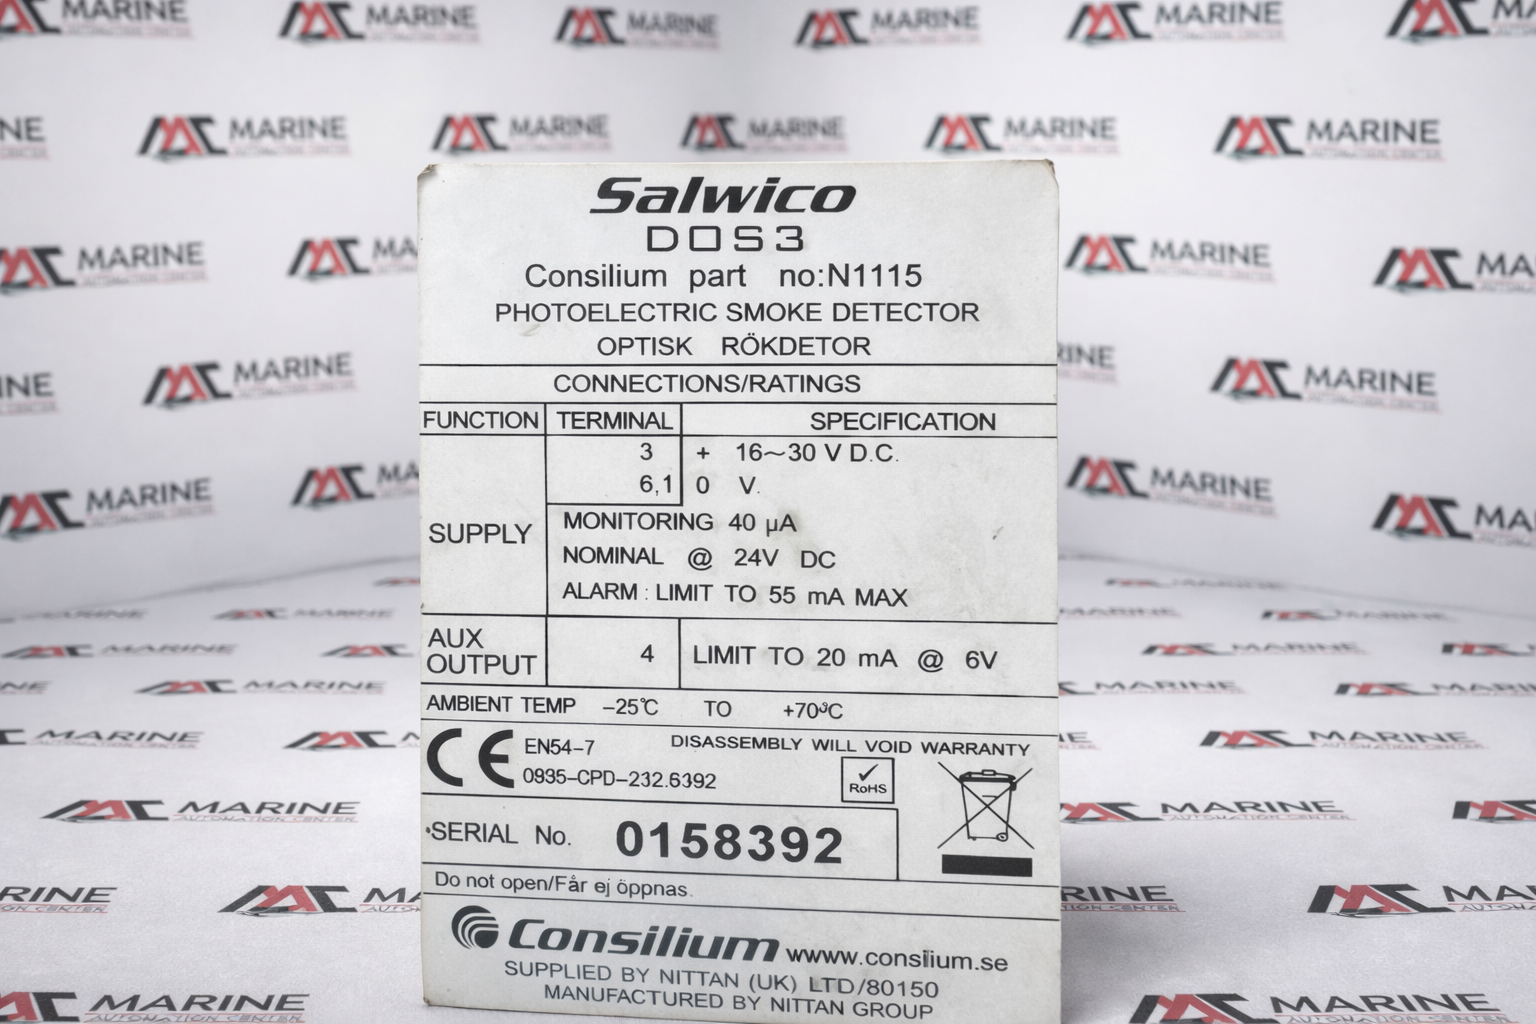 Salwico
DOS3
Consilium part no:N1115
PHOTOELECTRIC SMOKE DETECTOR
OPTISK RÖKDETOR
CONNECTIONS/RATINGS
FUNCTION TERMINAL SPECIFICATION
SUPPLY
3 + 16~30 V D.C.
6,1 0 V.
MONITORING 40 µA
NOMINAL @ 24V DC
ALARM : LIMIT TO 55 mA MAX
AUX OUTPUT 4 LIMIT TO 20 mA @ 6V
AMBIENT TEMP -25°C TO +70°C
CE EN54-7 DISASSEMBLY WILL VOID WARRANTY
0935-CPD-232.6392
RoHS
SERIAL No. 0158392
Do not open/Får ej öppnas.
Consilium www.consilium.se
SUPPLIED BY NITTAN (UK) LTD/80150
MANUFACTURED BY NITTAN GROUP
MARINE
AUTOMATION CENTER